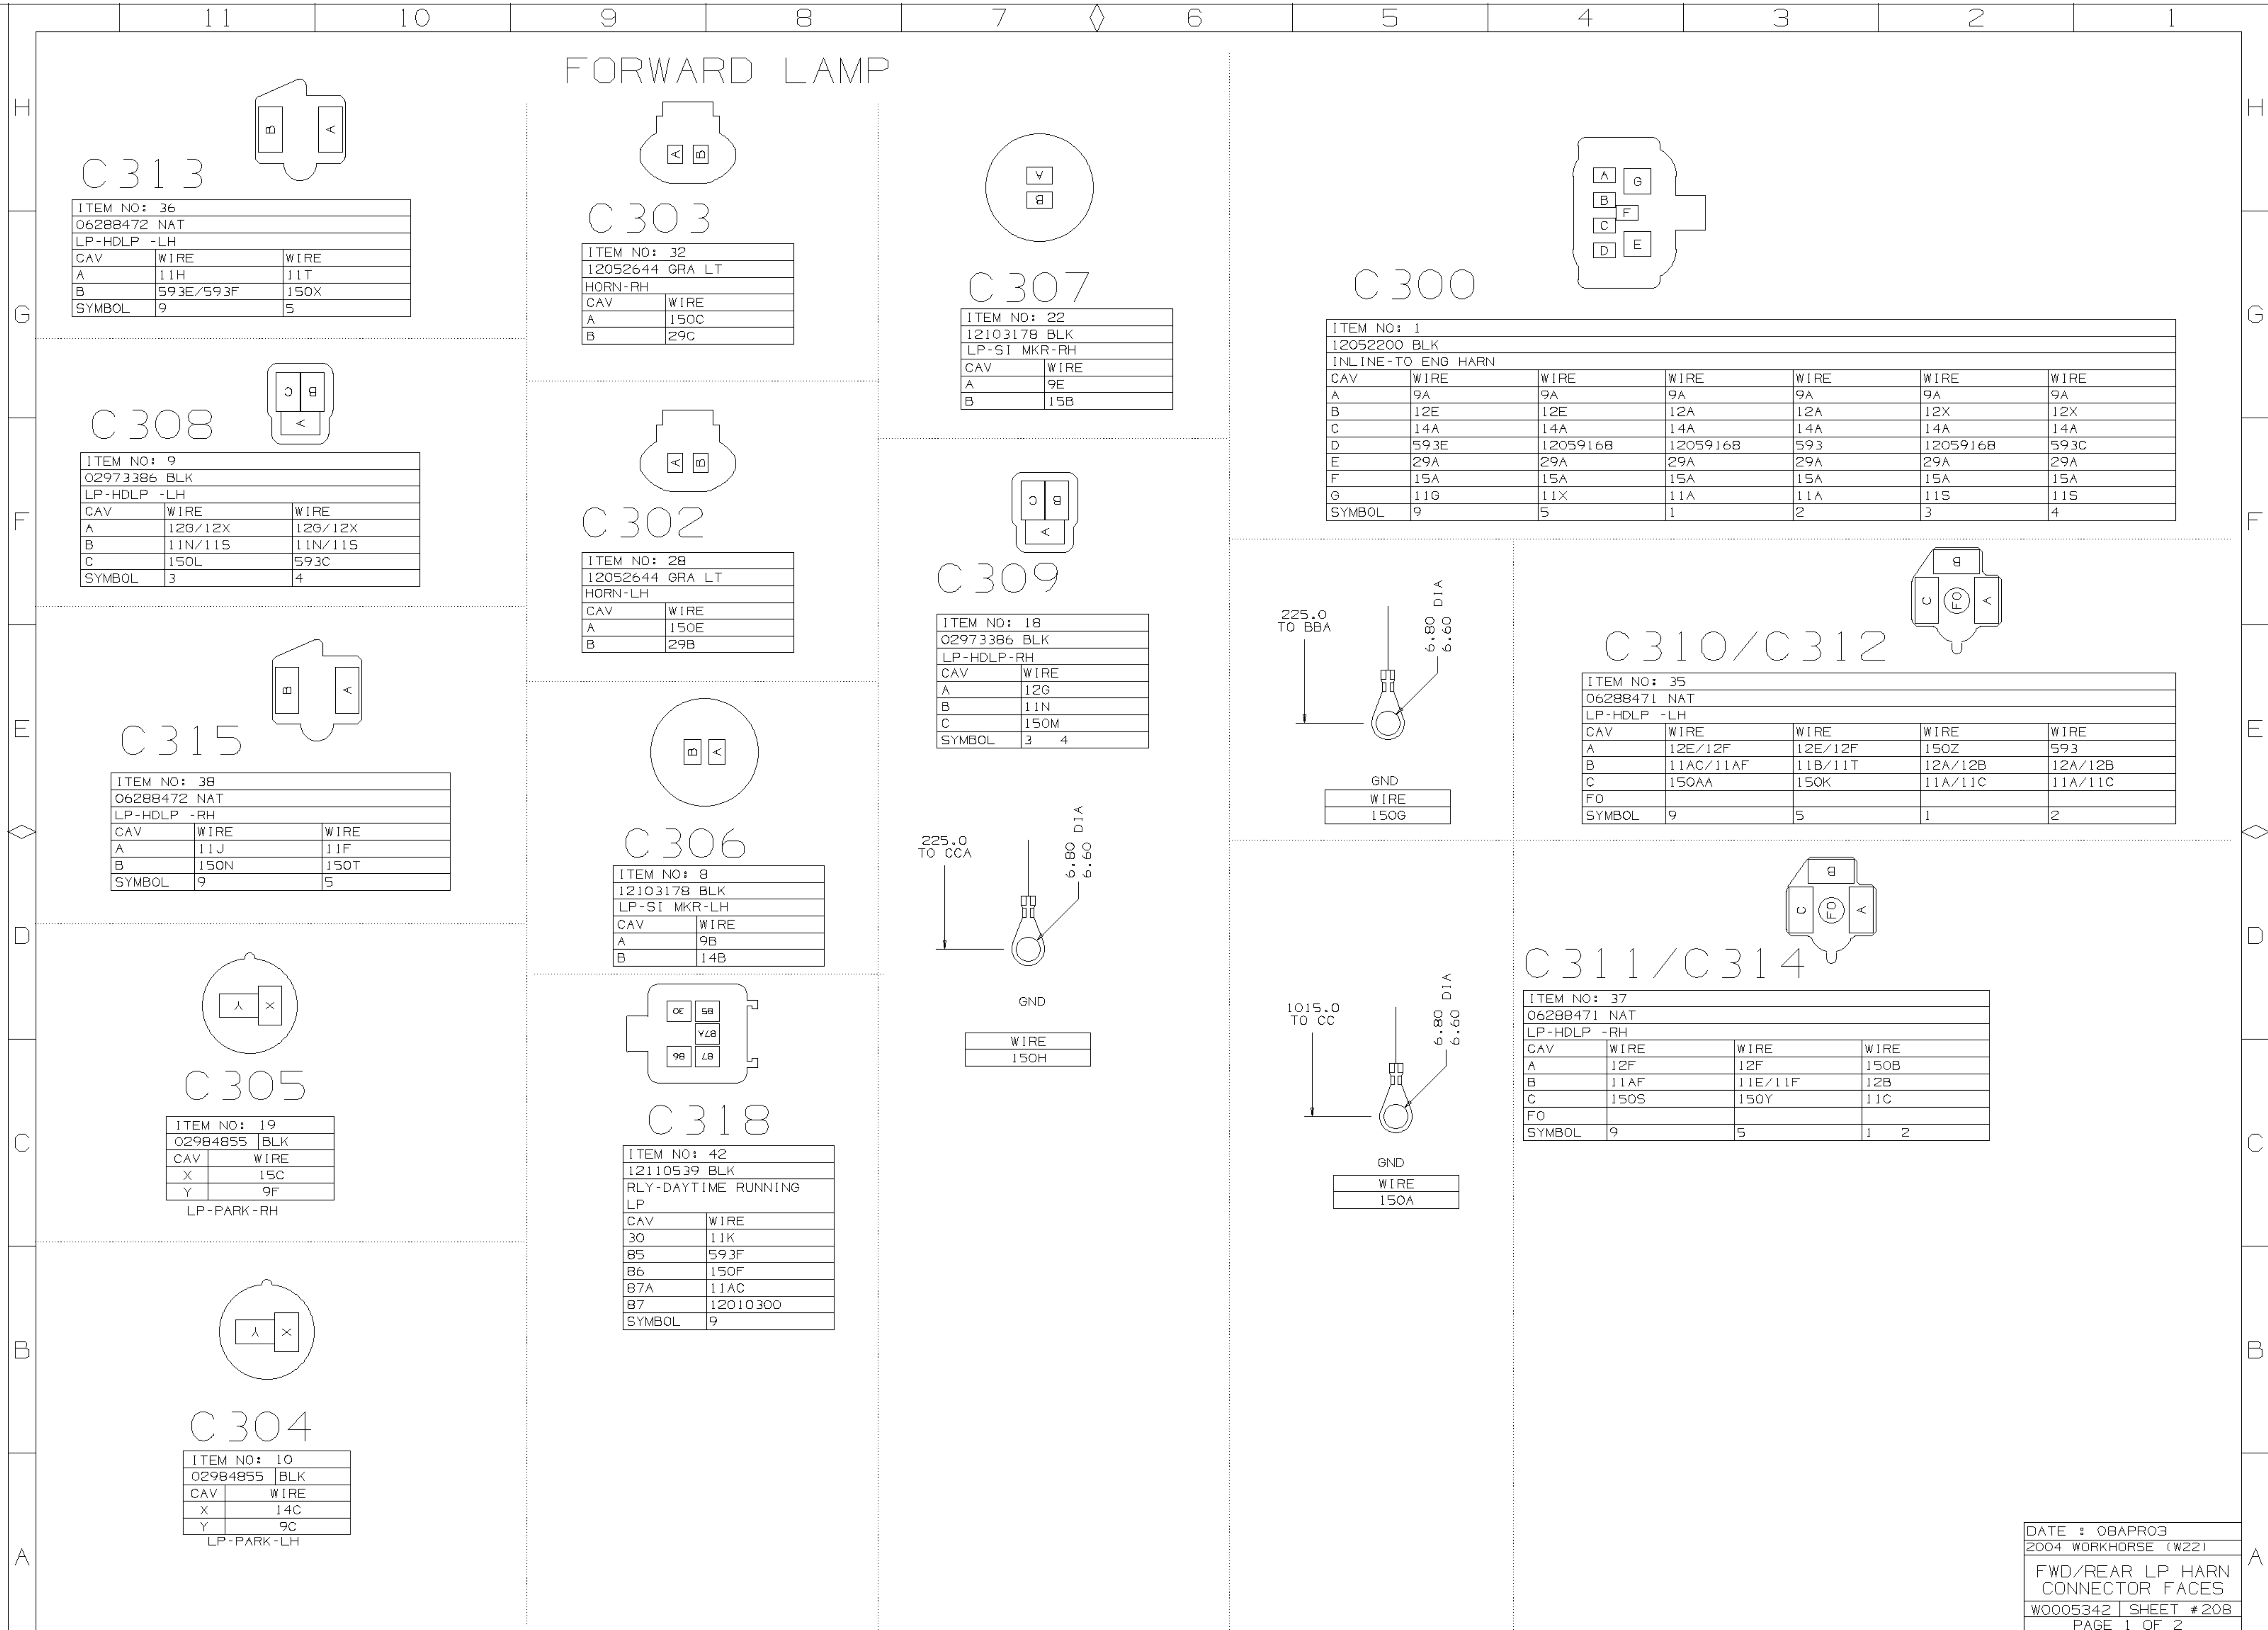 11 10 9 8 7 6 5 4 3 2 1
FORWARD LAMP
H H
G G
F F
E E
D D
C C
B B
A A
B A
C313
ITEM NO: 36
06288472 NAT
LP-HDLP -LH
CAV WIRE WIRE
A 11H 11T
B 593E/593F 150X
SYMBOL 9 5
C B
A
C308
ITEM NO: 9
02973386 BLK
LP-HDLP -LH
CAV WIRE WIRE
A 12G/12X 12G/12X
B 11N/11S 11N/11S
C 150L 593C
SYMBOL 3 4
B A
C315
ITEM NO: 38
06288472 NAT
LP-HDLP -RH
CAV WIRE WIRE
A 11J 11F
B 150N 150T
SYMBOL 9 5
Y X
C305
ITEM NO: 19
02984855 BLK
CAV WIRE
X 15C
Y 9F
LP-PARK-RH
Y X
C304
ITEM NO: 10
02984855 BLK
CAV WIRE
X 14C
Y 9C
LP-PARK-LH
A B
C303
ITEM NO: 32
12052644 GRA LT
HORN-RH
CAV WIRE
A 150C
B 29C
A B
C302
ITEM NO: 28
12052644 GRA LT
HORN-LH
CAV WIRE
A 150E
B 29B
B A
C306
ITEM NO: 8
12103178 BLK
LP-SI MKR-LH
CAV WIRE
A 9B
B 14B
30 85
87A
86 87
C318
ITEM NO: 42
12110539 BLK
RLY-DAYTIME RUNNING
LP
CAV WIRE
30 11K
85 593F
86 150F
87A 11AC
87 12010300
SYMBOL 9
A
B
C307
ITEM NO: 22
12103178 BLK
LP-SI MKR-RH
CAV WIRE
A 9E
B 15B
C B
A
C309
ITEM NO: 18
02973386 BLK
LP-HDLP-RH
CAV WIRE
A 12G
B 11N
C 150M
SYMBOL 3 4
225.0
TO CCA
6.80 DIA
6.60
GND
WIRE
150H
A G
B
F
C
D E
C300
ITEM NO: 1
12052200 BLK
INLINE-TO ENG HARN
CAV WIRE WIRE WIRE WIRE WIRE WIRE
A 9A 9A 9A 9A 9A 9A
B 12E 12E 12A 12A 12X 12X
C 14A 14A 14A 14A 14A 14A
D 593E 12059168 12059168 593 12059168 593C
E 29A 29A 29A 29A 29A 29A
F 15A 15A 15A 15A 15A 15A
G 11G 11X 11A 11A 11S 11S
SYMBOL 9 5 1 2 3 4
225.0
TO BBA
6.80 DIA
6.60
GND
WIRE
150G
B
C FO A
C310/C312
ITEM NO: 35
06288471 NAT
LP-HDLP -LH
CAV WIRE WIRE WIRE WIRE
A 12E/12F 12E/12F 150Z 593
B 11AC/11AF 11B/11T 12A/12B 12A/12B
C 150AA 150K 11A/11C 11A/11C
FO
SYMBOL 9 5 1 2
1015.0
TO CC
6.80 DIA
6.60
GND
WIRE
150A
B
C FO A
C311/C314
ITEM NO: 37
06288471 NAT
LP-HDLP -RH
CAV WIRE WIRE WIRE
A 12F 12F 150B
B 11AF 11E/11F 12B
C 150S 150Y 11C
FO
SYMBOL 9 5 1 2
DATE : 08APR03
2004 WORKHORSE (W22)
FWD/REAR LP HARN
CONNECTOR FACES
W0005342 SHEET #208
PAGE 1 OF 2